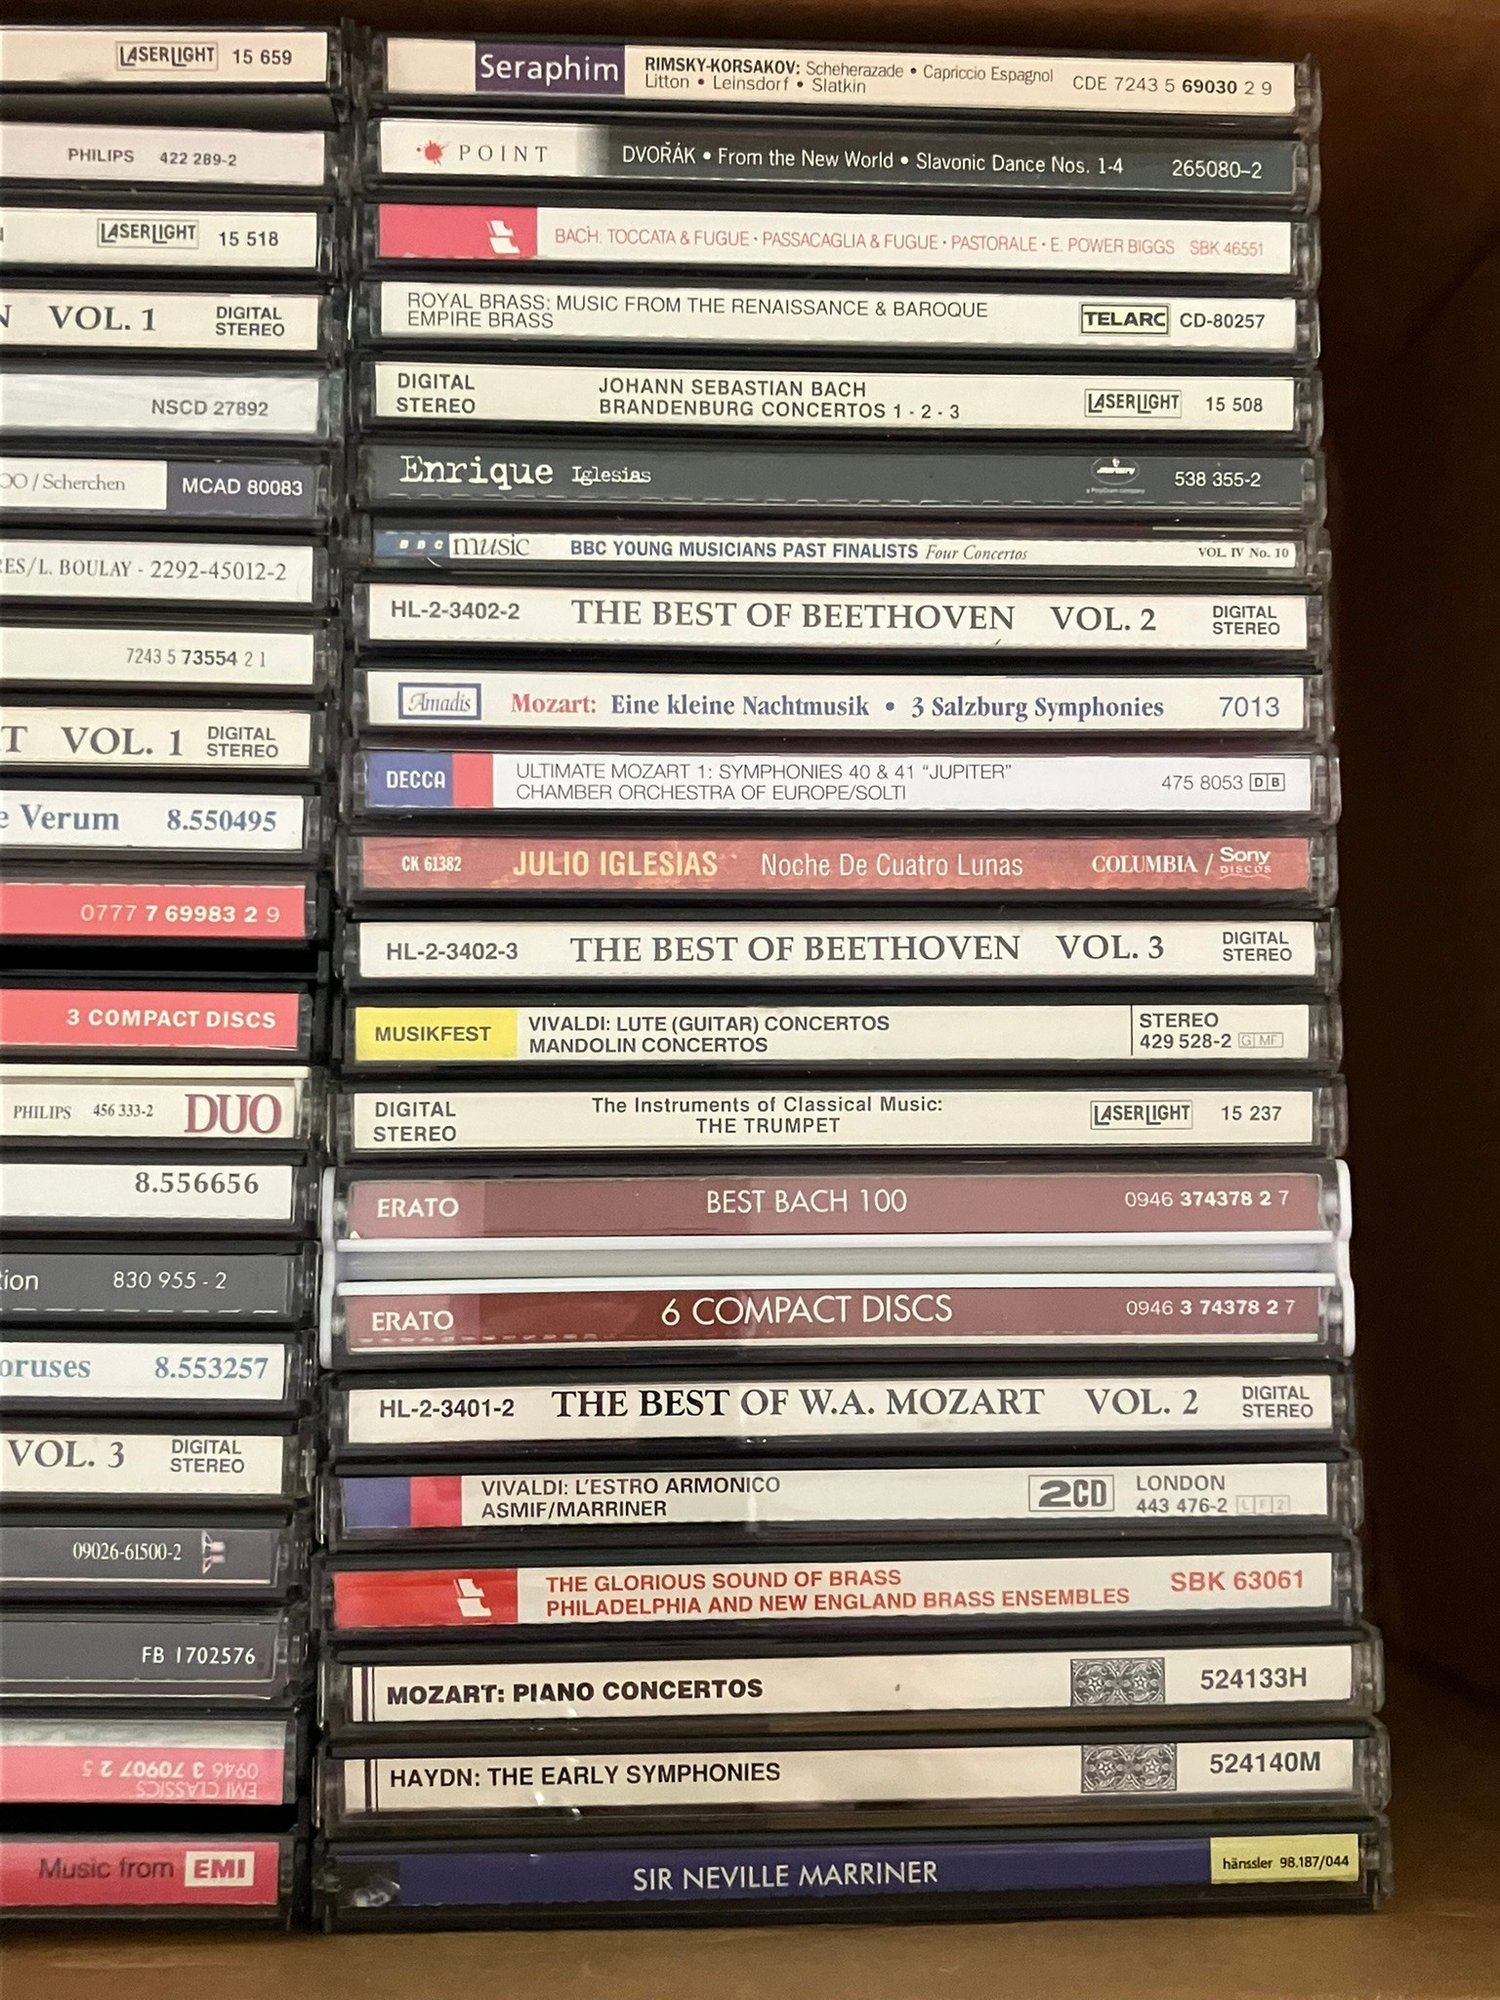 LASERLIGHT 15 659
PHILIPS 422 289-2
LASERLIGHT 15 518
VOL. 1 DIGITAL
STEREO
NSCD 27892
/ Scherchen MCAD 80083
/L. BOULAY - 2292-45012-2
7243 5 73554 2 1
T VOL. 1 DIGITAL
STEREO
e Verum 8.550495
0777 7 69983 2 9
3 COMPACT DISCS
PHILIPS 456 333-2 DUO
8.556656
tion 830 955 - 2
oruses 8.553257
VOL. 3 DIGITAL
STEREO
09026-61500-2
FB 1702576
EMI CLASSICS
0946 3 70907 2 5
Music from EMI
Seraphim RIMSKY-KORSAKOV: Scheherazade • Capriccio Espagnol CDE 7243 5 69030 2 9
Litton • Leinsdorf • Slatkin
POINT DVOŘÁK • From the New World • Slavonic Dance Nos. 1-4 265080-2
BACH: TOCCATA & FUGUE · PASSACAGLIA & FUGUE · PASTORALE · E. POWER BIGGS SBK 46551
ROYAL BRASS: MUSIC FROM THE RENAISSANCE & BAROQUE
EMPIRE BRASS TELARC CD-80257
DIGITAL JOHANN SEBASTIAN BACH
STEREO BRANDENBURG CONCERTOS 1 - 2 - 3 LASERLIGHT 15 508
Enrique Iglesias 538 355-2
BBC music BBC YOUNG MUSICIANS PAST FINALISTS Four Concertos VOL. IV No. 10
HL-2-3402-2 THE BEST OF BEETHOVEN VOL. 2 DIGITAL
STEREO
Amadis Mozart: Eine kleine Nachtmusik • 3 Salzburg Symphonies 7013
DECCA ULTIMATE MOZART 1: SYMPHONIES 40 & 41 "JUPITER"
CHAMBER ORCHESTRA OF EUROPE/SOLTI 475 8053 DB
CK 61382 JULIO IGLESIAS Noche De Cuatro Lunas COLUMBIA / Sony
DISCOS
HL-2-3402-3 THE BEST OF BEETHOVEN VOL. 3 DIGITAL
STEREO
MUSIKFEST VIVALDI: LUTE (GUITAR) CONCERTOS STEREO
MANDOLIN CONCERTOS 429 528-2 G MF
DIGITAL The Instruments of Classical Music:
STEREO THE TRUMPET LASERLIGHT 15 237
ERATO BEST BACH 100 0946 374378 2 7
ERATO 6 COMPACT DISCS 0946 3 74378 2 7
HL-2-3401-2 THE BEST OF W.A. MOZART VOL. 2 DIGITAL
STEREO
VIVALDI: L'ESTRO ARMONICO 2CD LONDON
ASMIF/MARRINER 443 476-2 LF2
THE GLORIOUS SOUND OF BRASS SBK 63061
PHILADELPHIA AND NEW ENGLAND BRASS ENSEMBLES
MOZART: PIANO CONCERTOS 524133H
HAYDN: THE EARLY SYMPHONIES 524140M
SIR NEVILLE MARRINER hänssler 98.187/044